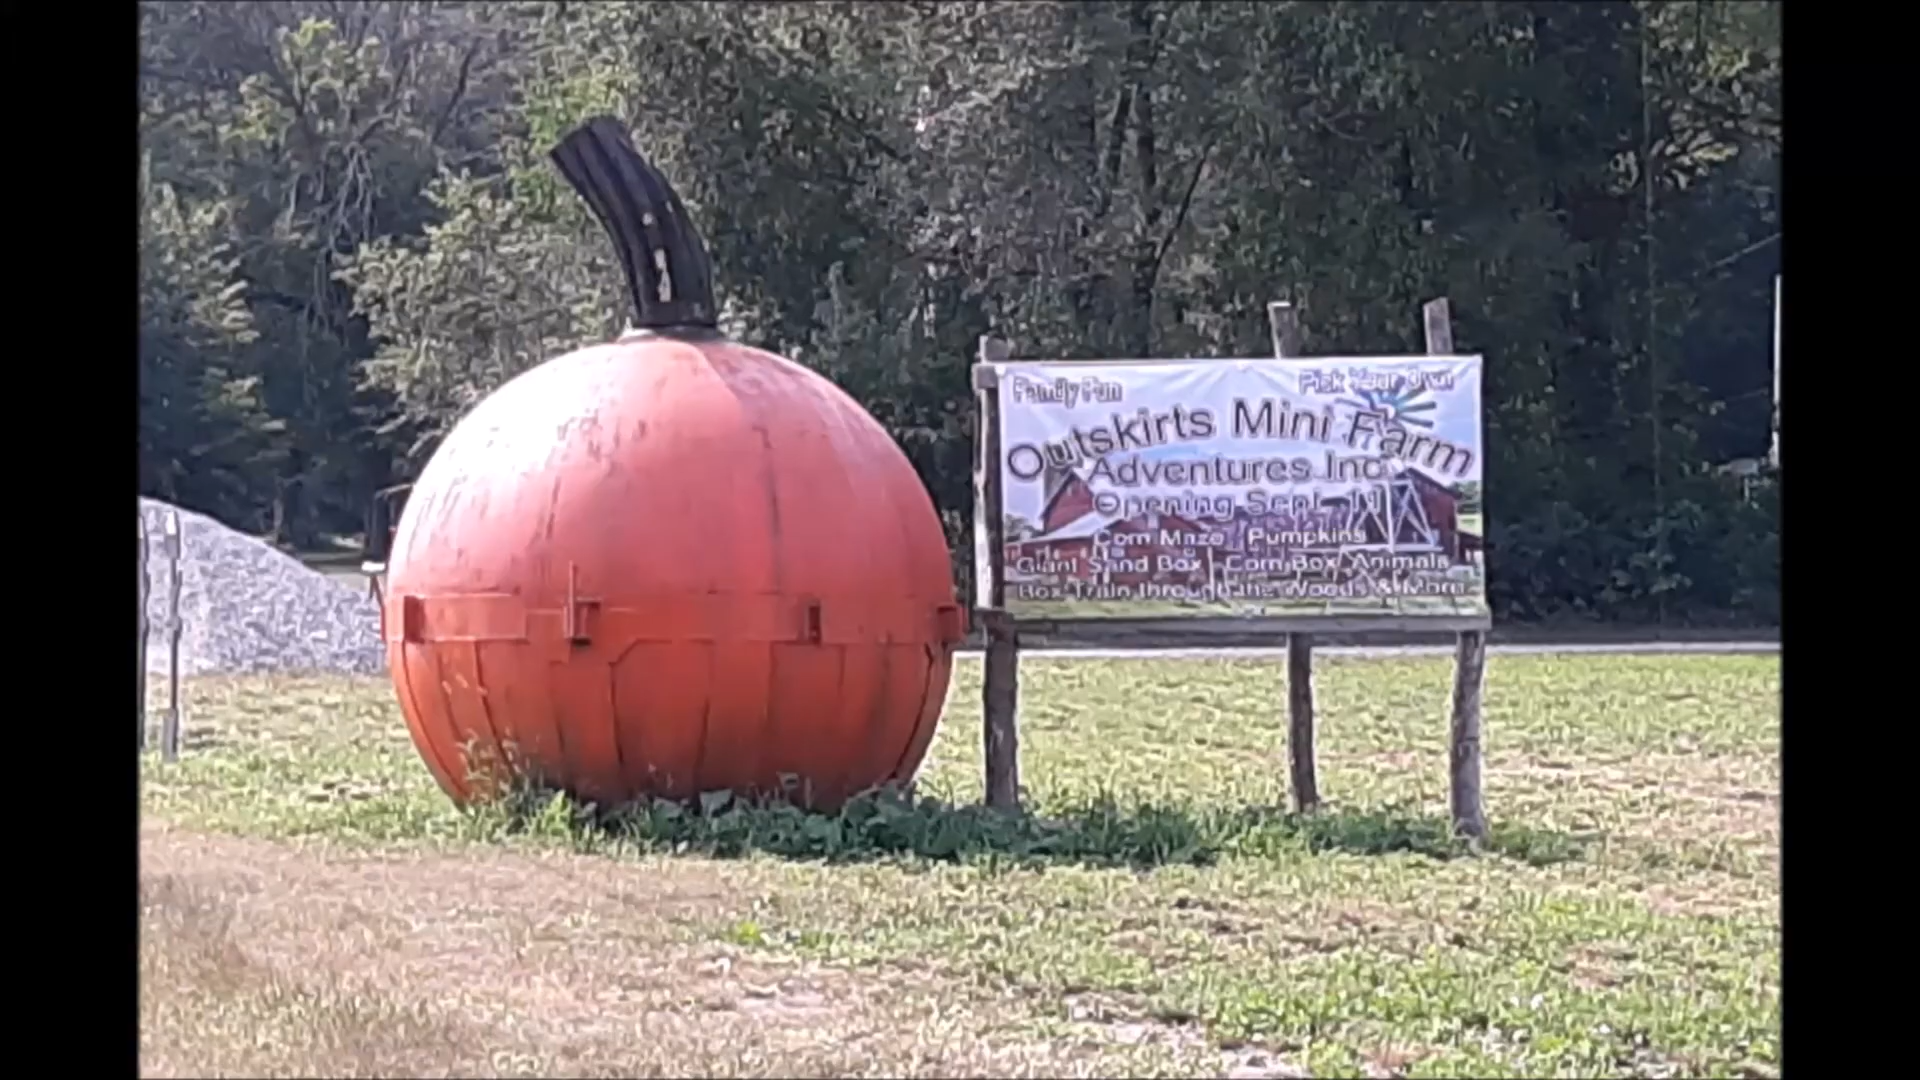 Family Fun Pick Your Own
Outskirts Mini Farm
Adventures Inc.
Opening Sept. 11
Corn Maze Pumpkins
Giant Sand Box Corn Box Animals
Box Train through the Woods & More